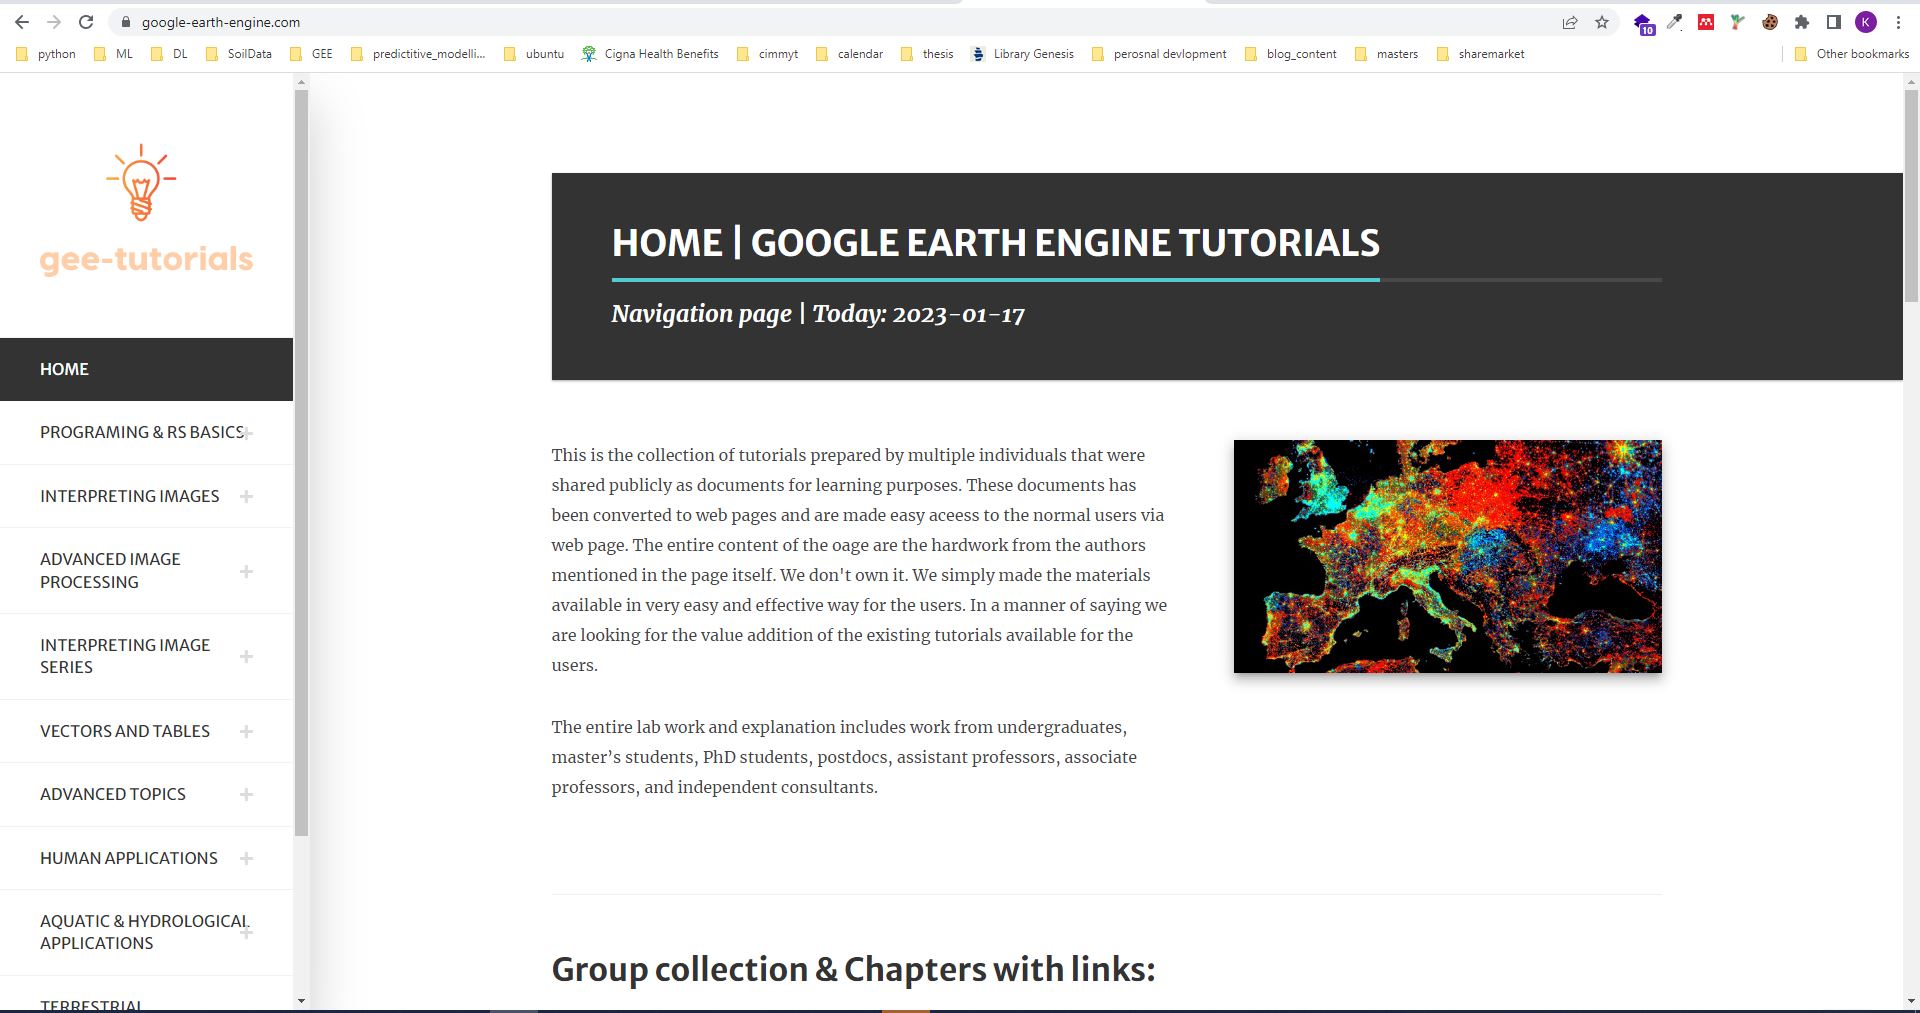 google-earth-engine.com
10
K
python ML DL SoilData GEE predictitive_modelli... ubuntu Cigna Health Benefits cimmyt calendar thesis Library Genesis perosnal devlopment blog_content masters sharemarket Other bookmarks
gee-tutorials
HOME
PROGRAMING & RS BASICS
INTERPRETING IMAGES
ADVANCED IMAGE
PROCESSING
INTERPRETING IMAGE
SERIES
VECTORS AND TABLES
ADVANCED TOPICS
HUMAN APPLICATIONS
AQUATIC & HYDROLOGICAL
APPLICATIONS
TERRESTRIAL
HOME | GOOGLE EARTH ENGINE TUTORIALS
Navigation page | Today: 2023-01-17
This is the collection of tutorials prepared by multiple individuals that were
shared publicly as documents for learning purposes. These documents has
been converted to web pages and are made easy aceess to the normal users via
web page. The entire content of the oage are the hardwork from the authors
mentioned in the page itself. We don't own it. We simply made the materials
available in very easy and effective way for the users. In a manner of saying we
are looking for the value addition of the existing tutorials available for the
users.
The entire lab work and explanation includes work from undergraduates,
master’s students, PhD students, postdocs, assistant professors, associate
professors, and independent consultants.
Group collection & Chapters with links: